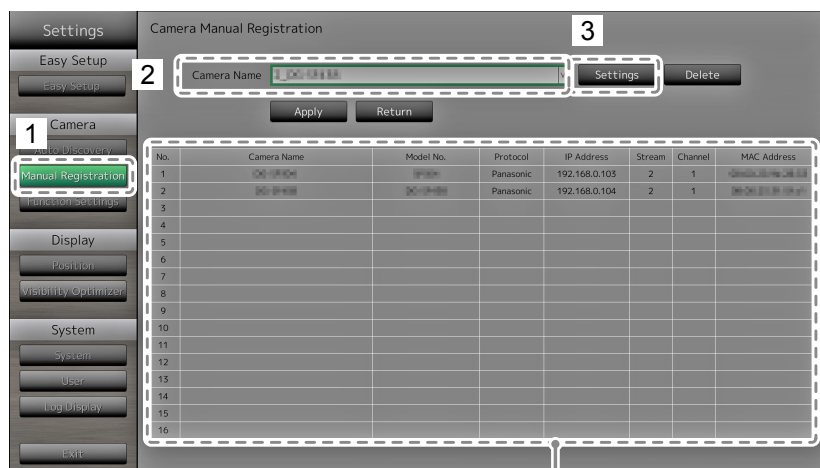 Settings
Easy Setup
Easy Setup
Camera
Auto Discovery
Manual Registration
Function Settings
Display
Position
Visibility Optimizer
System
System
User
Log Display
Exit
1
Camera Manual Registration
2
3
Camera Name
Settings
Delete
Apply
Return
No. Camera Name Model No. Protocol IP Address Stream Channel MAC Address
1 Panasonic 192.168.0.103 2 1
2 Panasonic 192.168.0.104 2 1
3
4
5
6
7
8
9
10
11
12
13
14
15
16